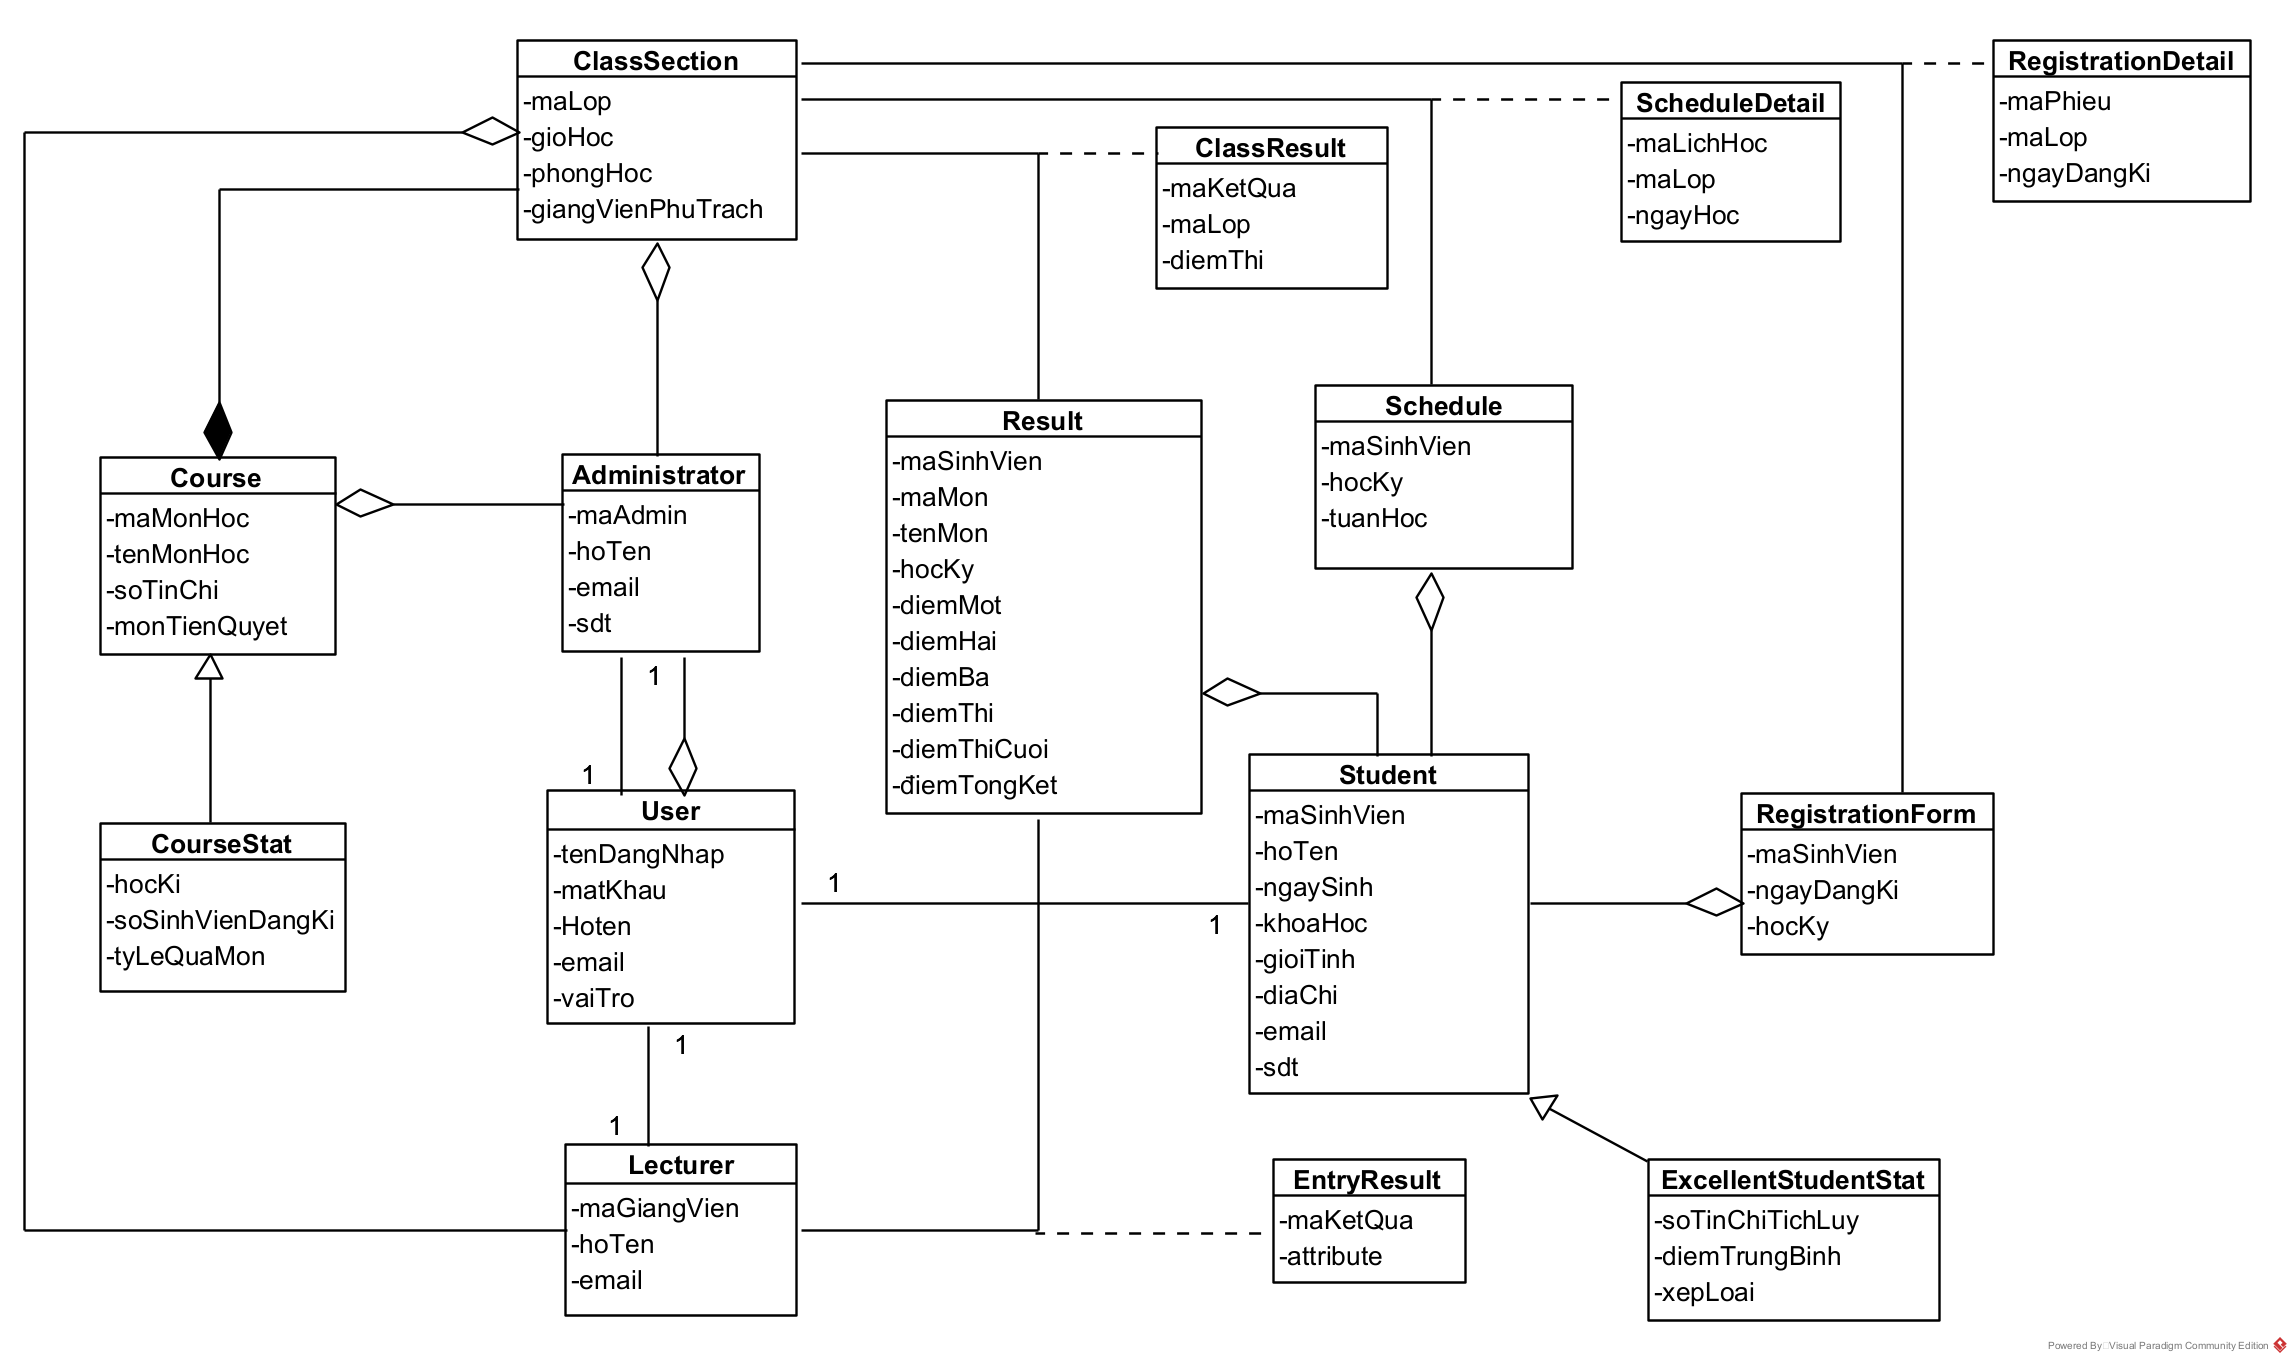 ClassSection
-maLop
-gioHoc
-phongHoc
-giangVienPhuTrach
RegistrationDetail
-maPhieu
-maLop
-ngayDangKi
ScheduleDetail
-maLichHoc
-maLop
-ngayHoc
ClassResult
-maKetQua
-maLop
-diemThi
Course
-maMonHoc
-tenMonHoc
-soTinChi
-monTienQuyet
Administrator
-maAdmin
-hoTen
-email
-sdt
Result
-maSinhVien
-maMon
-tenMon
-hocKy
-diemMot
-diemHai
-diemBa
-diemThi
-diemThiCuoi
-điemTongKet
Schedule
-maSinhVien
-hocKy
-tuanHoc
1
1
CourseStat
-hocKi
-soSinhVienDangKi
-tyLeQuaMon
User
-tenDangNhap
-matKhau
-Hoten
-email
-vaiTro
1
1
Student
-maSinhVien
-hoTen
-ngaySinh
-khoaHoc
-gioiTinh
-diaChi
-email
-sdt
RegistrationForm
-maSinhVien
-ngayDangKi
-hocKy
1
1
Lecturer
-maGiangVien
-hoTen
-email
EntryResult
-maKetQua
-attribute
ExcellentStudentStat
-soTinChiTichLuy
-diemTrungBinh
-xepLoai
Powered By Visual Paradigm Community Edition